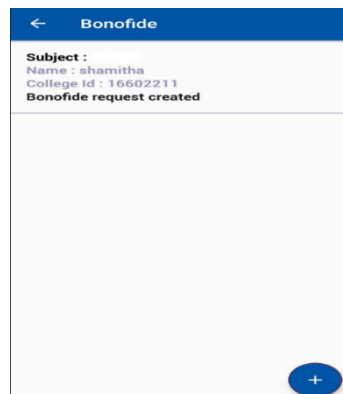 Bonofide
Subject :
Name : shamitha
College Id : 16602211
Bonofide request created
+